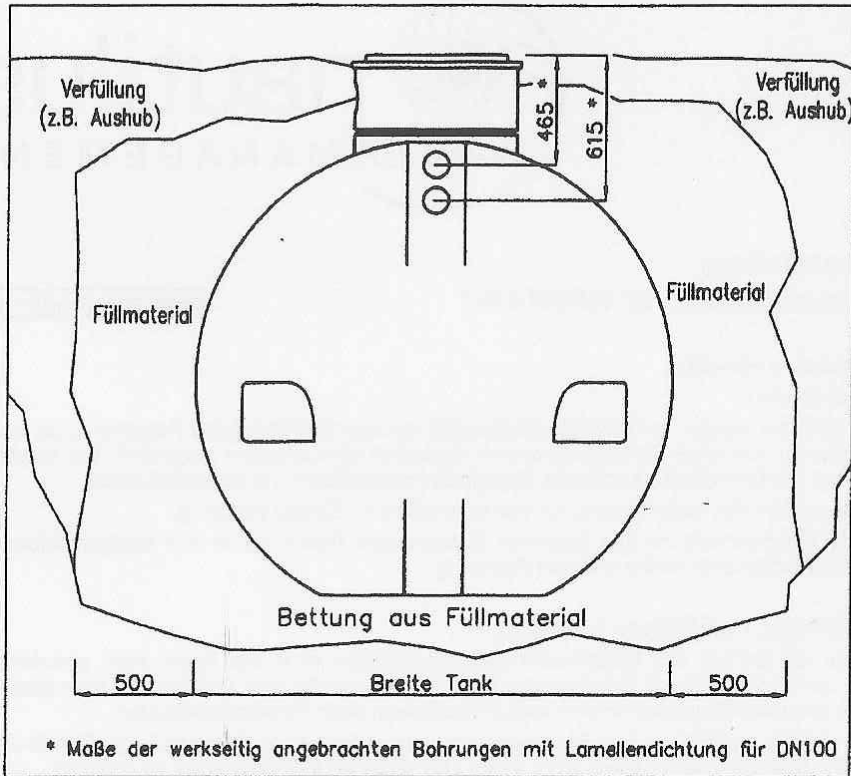 Verfüllung
(z.B. Aushub)
465 *
615 *
Verfüllung
(z.B. Aushub)
Füllmaterial
Füllmaterial
Bettung aus Füllmaterial
500
Breite Tank
500
* Maße der werkseitig angebrachten Bohrungen mit Lamellendichtung für DN100